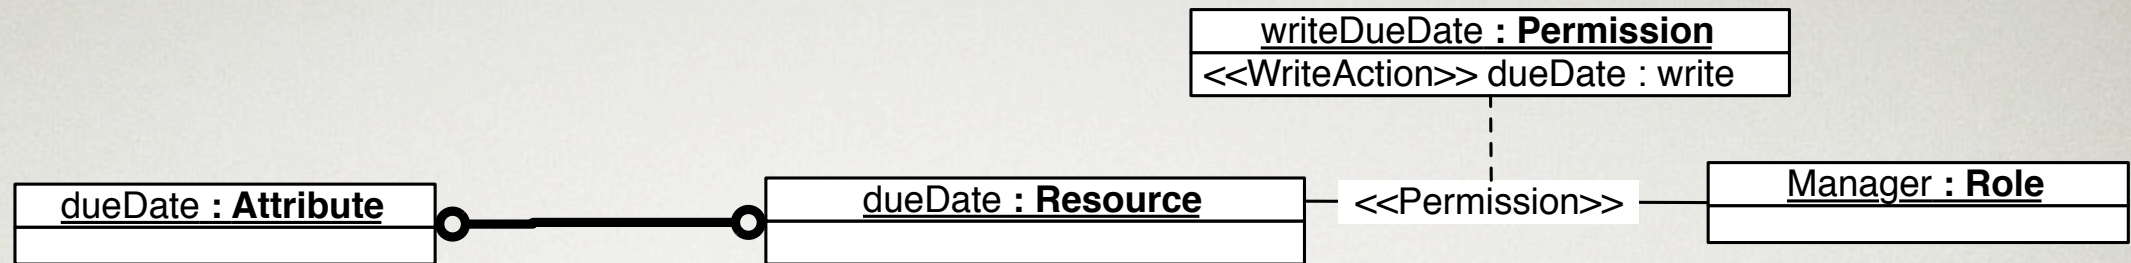 writeDueDate : Permission
<<WriteAction>> dueDate : write
dueDate : Attribute
dueDate : Resource
<<Permission>>
Manager : Role